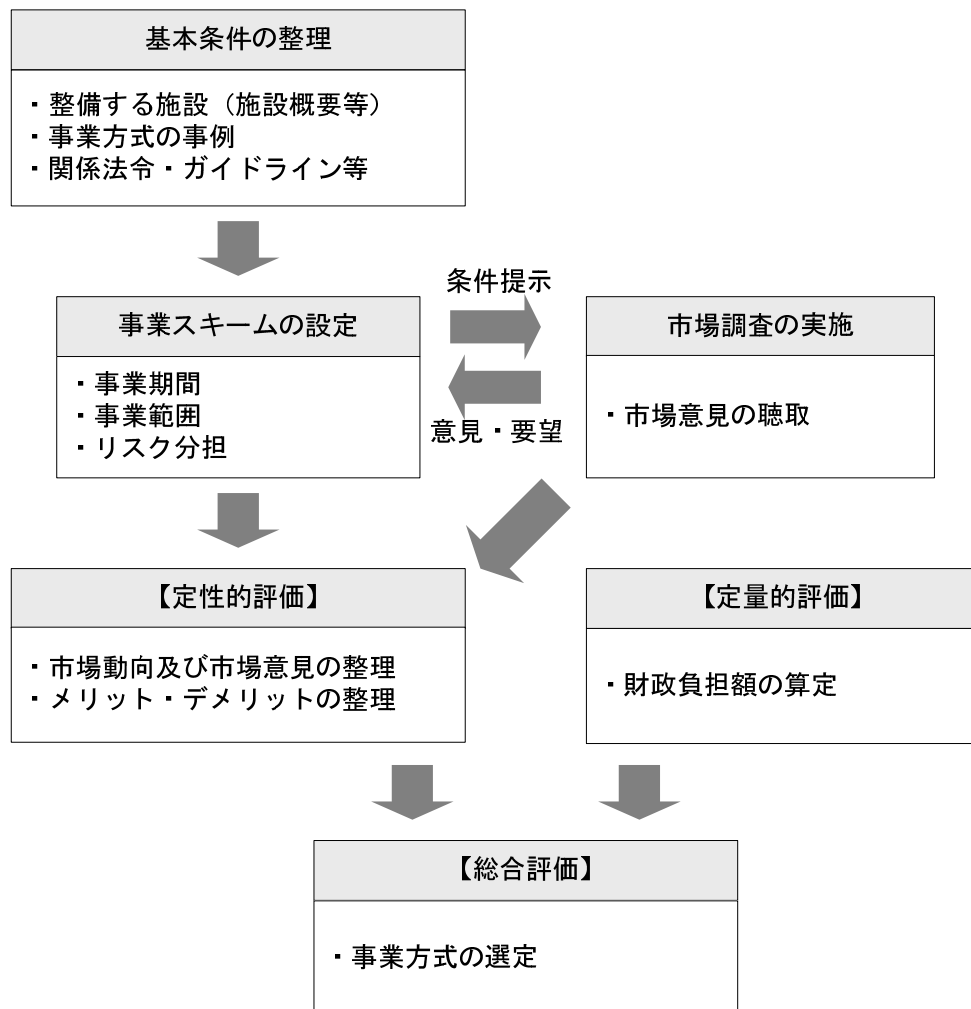 基本条件の整理
・整備する施設（施設概要等）
・事業方式の事例
・関係法令・ガイドライン等
条件提示
事業スキームの設定
・事業期間
・事業範囲
・リスク分担
意見・要望
市場調査の実施
・市場意見の聴取
【定性的評価】
・市場動向及び市場意見の整理
・メリット・デメリットの整理
【定量的評価】
・財政負担額の算定
【総合評価】
・事業方式の選定